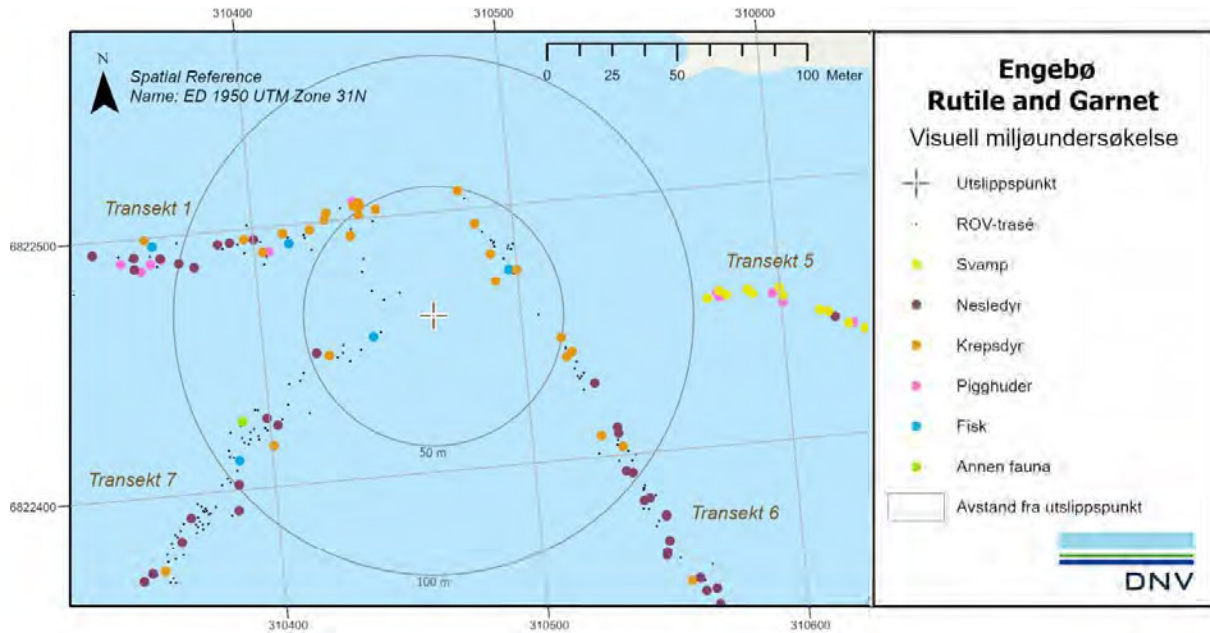 310400
310500
310600
N
Spatial Reference
Name: ED 1950 UTM Zone 31N
0 25 50 100 Meter
Transekt 1
6822500
Transekt 5
50 m
Transekt 7
6822400
Transekt 6
100 m
310400
310500
310600
Engebø
Rutile and Garnet
Visuell miljøundersøkelse
Utslippspunkt
ROV-trasé
Svamp
Nesledyr
Krepsdyr
Pigghuder
Fisk
Annen fauna
Avstand fra utslippspunkt
DNV